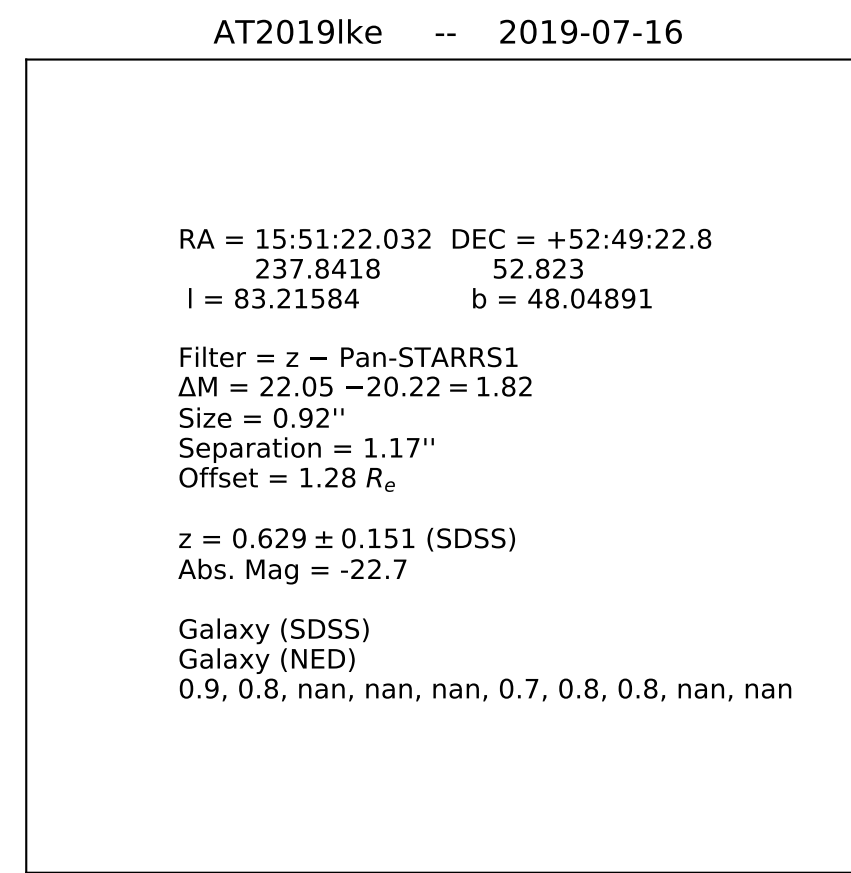 AT2019lke -- 2019-07-16
RA = 15:51:22.032 DEC = +52:49:22.8
237.8418 52.823
l = 83.21584 b = 48.04891
Filter = z − Pan-STARRS1
ΔM = 22.05 −20.22 = 1.82
Size = 0.92''
Separation = 1.17''
Offset = 1.28 Rₑ
z = 0.629 ± 0.151 (SDSS)
Abs. Mag = -22.7
Galaxy (SDSS)
Galaxy (NED)
0.9, 0.8, nan, nan, nan, 0.7, 0.8, 0.8, nan, nan